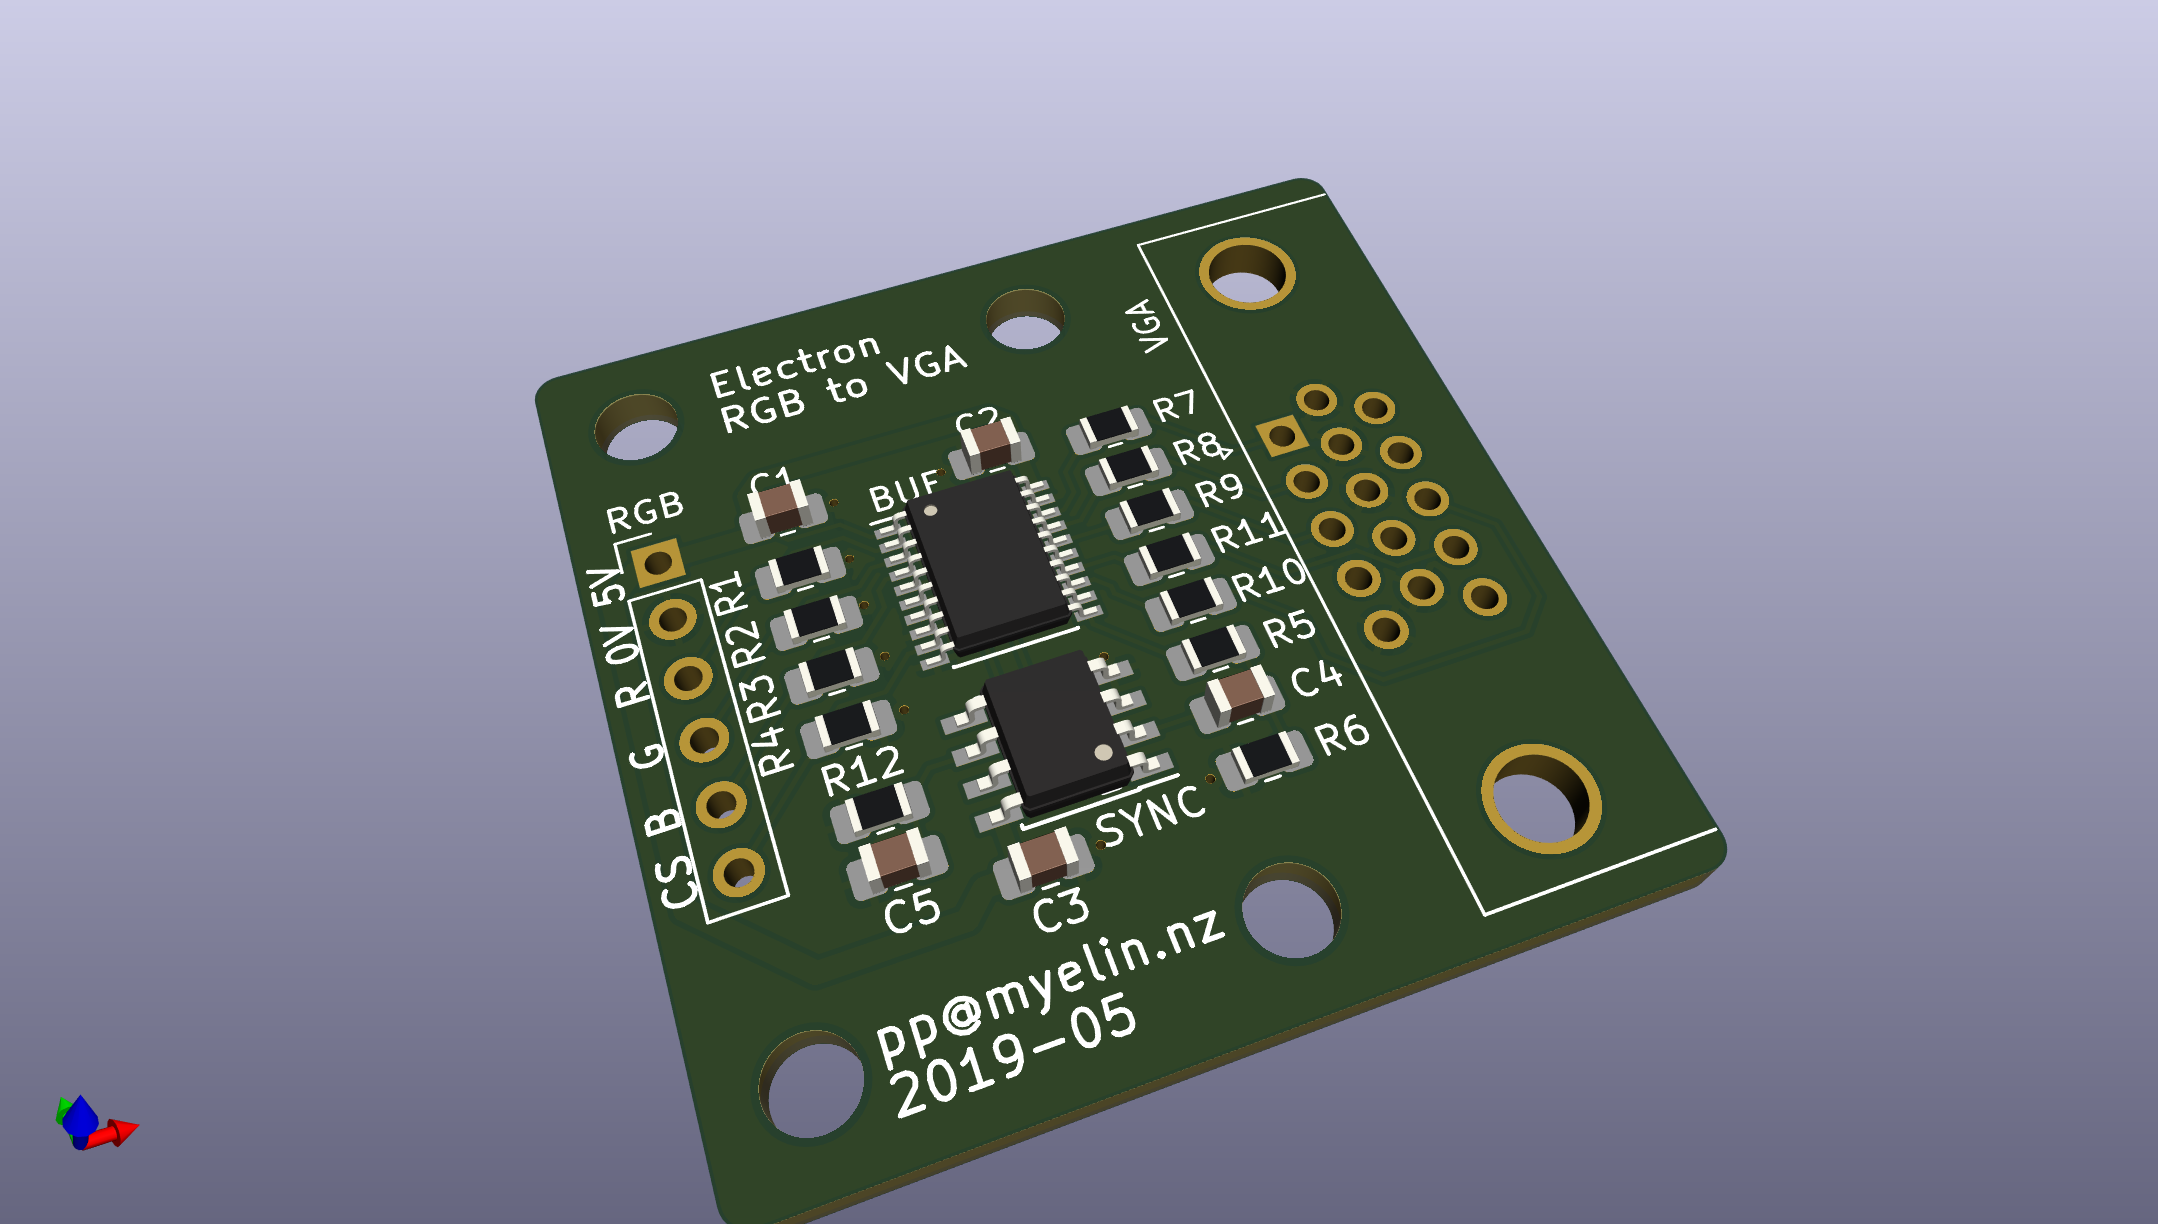 Electron
RGB to VGA
VGA
C2
R7
R8
C1
BUF
R9
RGB
R11
5V
R1
R10
0V
R2
R5
R
R3
C4
G
R4
R12
R6
B
SYNC
CS
C5
C3
pp@myelin.nz
2019-05